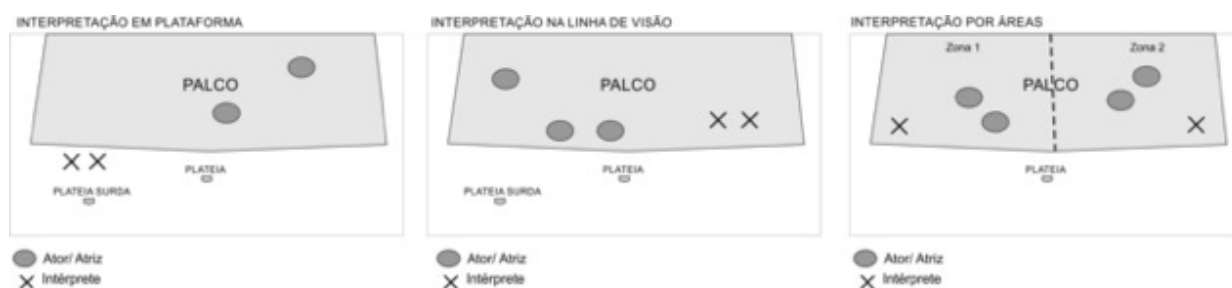 INTERPRETAÇÃO EM PLATAFORMA
PALCO
PLATEIA
PLATEIA SURDA
Ator/ Atriz
Intérprete
INTERPRETAÇÃO NA LINHA DE VISÃO
PALCO
PLATEIA
PLATEIA SURDA
Ator/ Atriz
Intérprete
INTERPRETAÇÃO POR ÁREAS
Zona 1 Zona 2
PALCO
PLATEIA
Ator/ Atriz
Intérprete